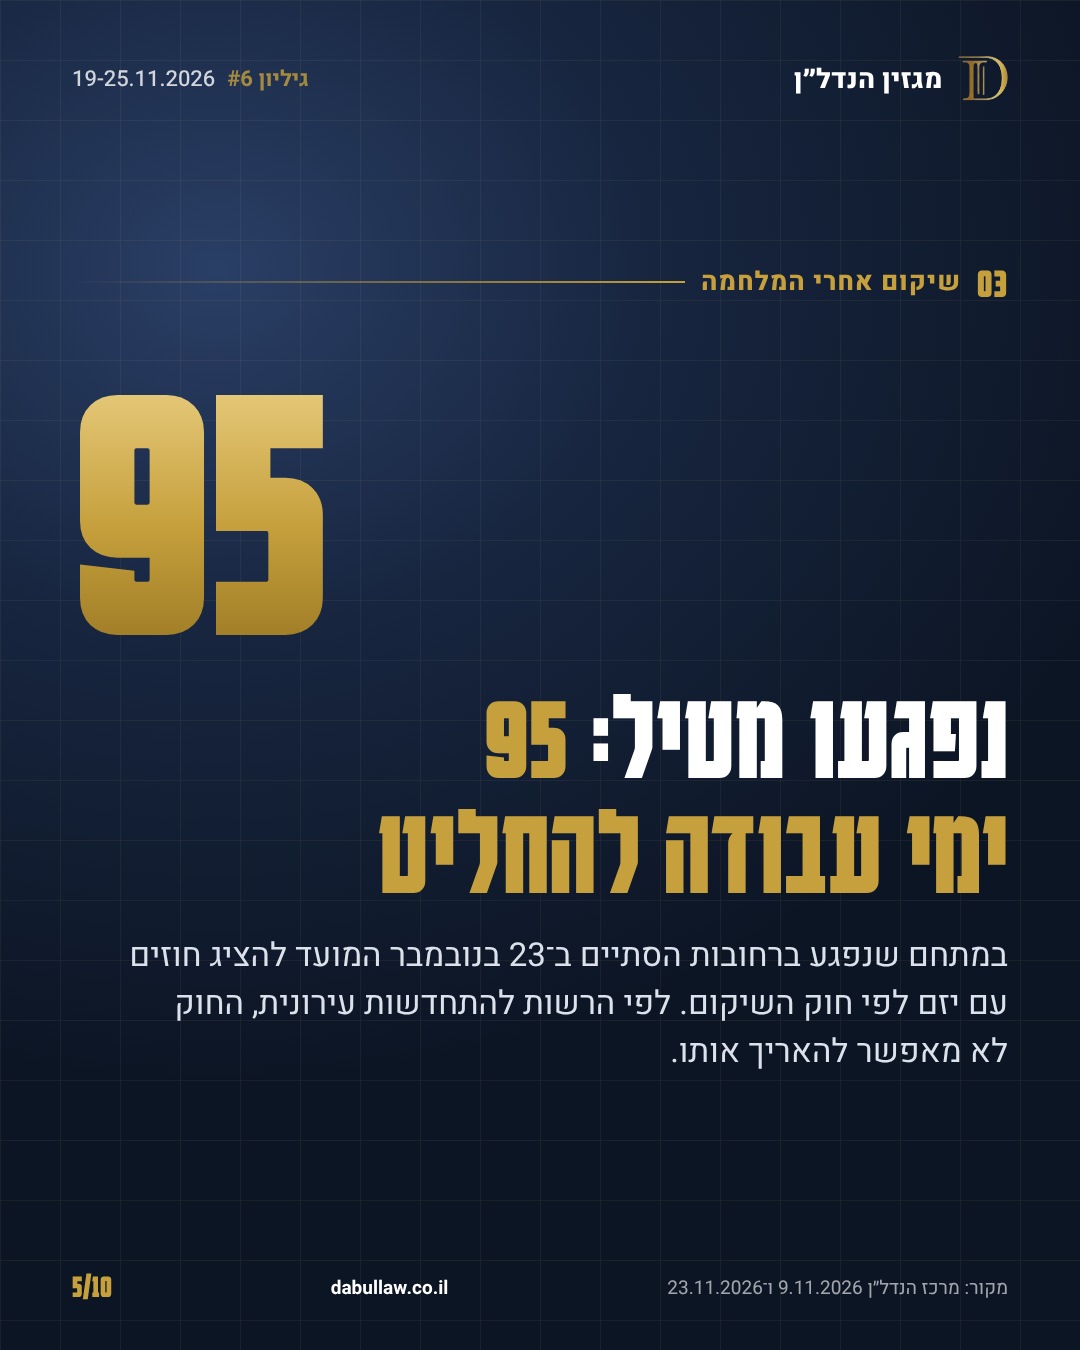 מגזין הנדל״ן
גיליון #6 19-25.11.2026
03 שיקום אחרי המלחמה
95
נפגעו מטיל: 95
ימי עבודה להחליט
במתחם שנפגע ברחובות הסתיים ב־23 בנובמבר המועד להציג חוזים
עם יזם לפי חוק השיקום. לפי הרשות להתחדשות עירונית, החוק
לא מאפשר להאריך אותו.
מקור: מרכז הנדל״ן 9.11.2026 ו־23.11.2026
dabullaw.co.il
5/10